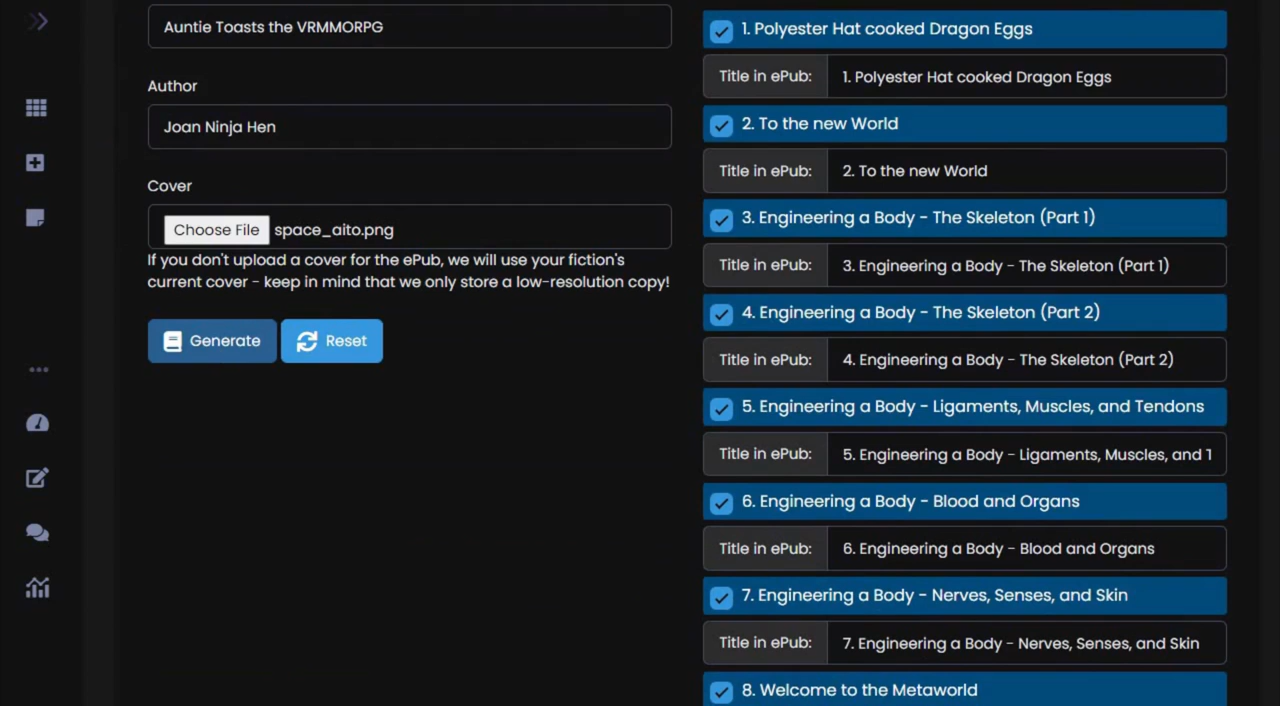 Auntie Toasts the VRMMORPG
Author
Joan Ninja Hen
Cover
Choose File space_aito.png
If you don't upload a cover for the ePub, we will use your fiction's
current cover - keep in mind that we only store a low-resolution copy!
Generate Reset
1. Polyester Hat cooked Dragon Eggs
Title in ePub: 1. Polyester Hat cooked Dragon Eggs
2. To the new World
Title in ePub: 2. To the new World
3. Engineering a Body - The Skeleton (Part 1)
Title in ePub: 3. Engineering a Body - The Skeleton (Part 1)
4. Engineering a Body - The Skeleton (Part 2)
Title in ePub: 4. Engineering a Body - The Skeleton (Part 2)
5. Engineering a Body - Ligaments, Muscles, and Tendons
Title in ePub: 5. Engineering a Body - Ligaments, Muscles, and T
6. Engineering a Body - Blood and Organs
Title in ePub: 6. Engineering a Body - Blood and Organs
7. Engineering a Body - Nerves, Senses, and Skin
Title in ePub: 7. Engineering a Body - Nerves, Senses, and Skin
8. Welcome to the Metaworld